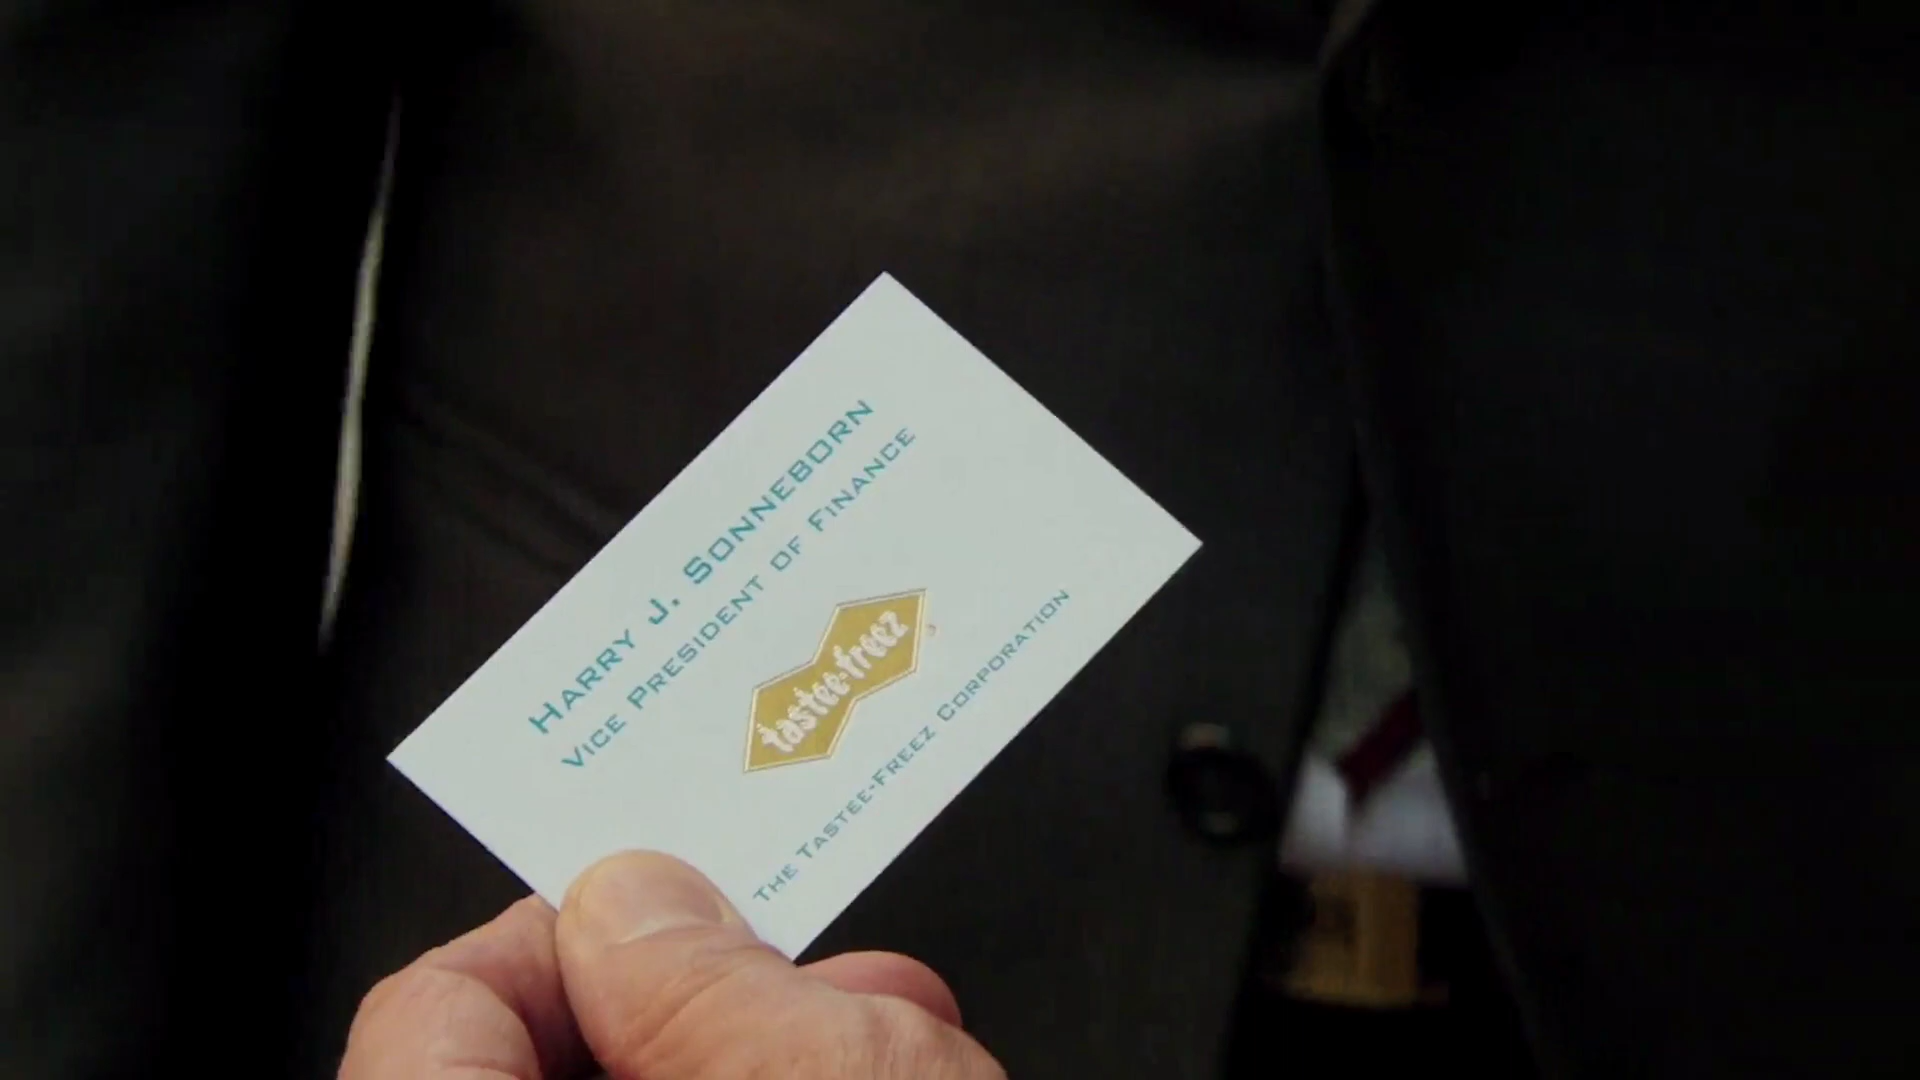 HARRY J. SONNEBORN
VICE PRESIDENT OF FINANCE
tastee-freez
THE TASTEE-FREEZ CORPORATION